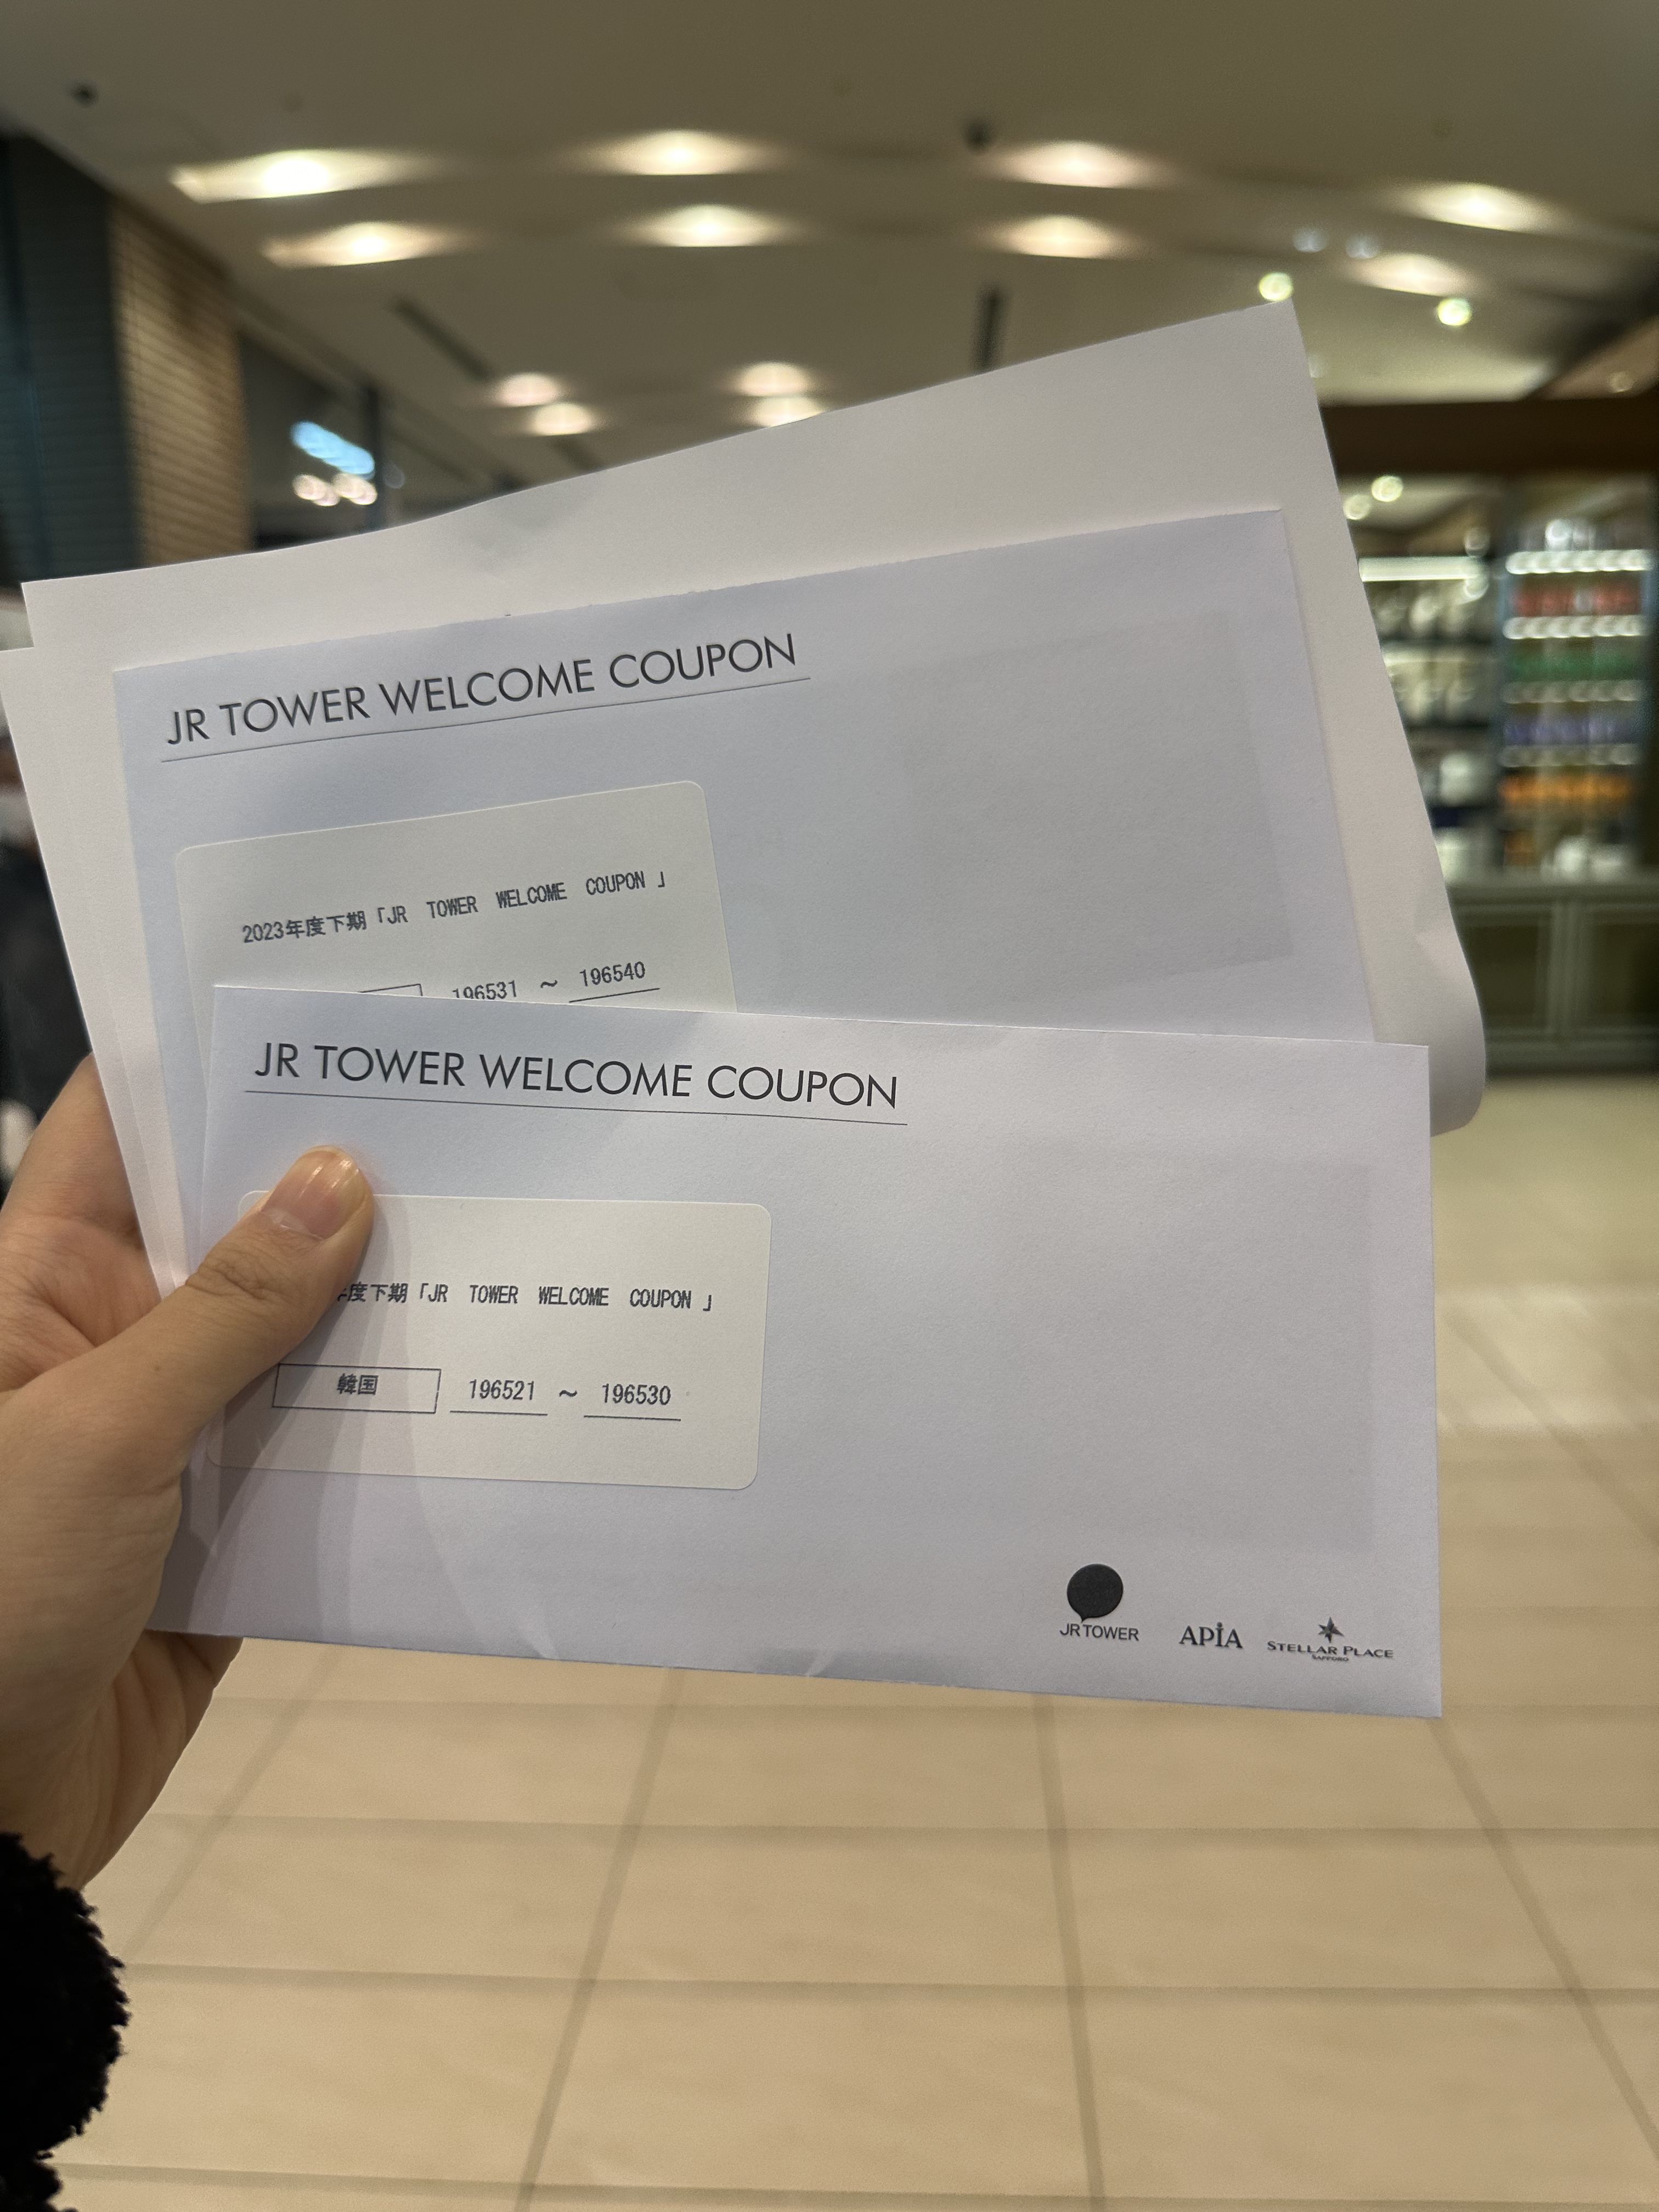 JR TOWER WELCOME COUPON
2023年度下期「JR TOWER WELCOME COUPON 」
196531 ~ 196540
JR TOWER WELCOME COUPON
度下期「JR TOWER WELCOME COUPON 」
韓国 196521 ~ 196530
JR TOWER APIA STELLAR PLACE
SAPPORO